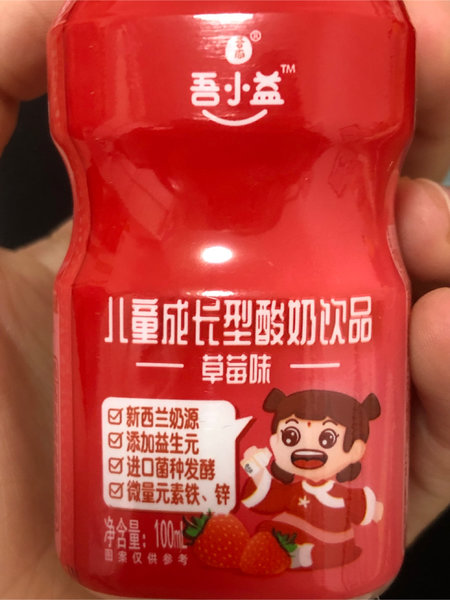 吾小益™
儿童成长型酸奶饮品
草莓味
☑新西兰奶源
☑添加益生元
☑进口菌种发酵
☑微量元素铁、锌
净含量：100mL
图案仅供参考